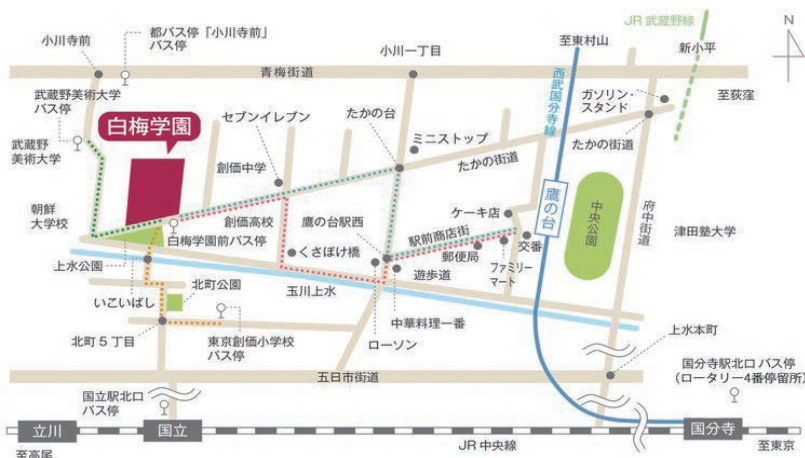 JR 武蔵野線
都バス停「小川寺前」
バス停
小川寺前
小川一丁目
至東村山
新小平
N
青梅街道
西武国分寺線
ガソリン・
スタンド
至荻窪
武蔵野美術大学
バス停
白梅学園
セブンイレブン
たかの台
ミニストップ
武蔵野
美術大学
創価中学
たかの街道
たかの街道
朝鮮
大学校
創価高校
鷹の台駅西
駅前商店街
ケーキ店
鷹の台
中央公園
府中街道
津田塾大学
白梅学園前バス停
くさぼけ橋
郵便局
交番
上水公園
遊歩道
ファミリー
マート
いこいばし
北町公園
玉川上水
中華料理一番
北町5丁目
東京創価小学校
バス停
ローソン
上水本町
五日市街道
国分寺駅北口 バス停
(ロータリー4番停留所)
国立駅北口
バス停
立川
国立
国分寺
至高尾
JR 中央線
至東京